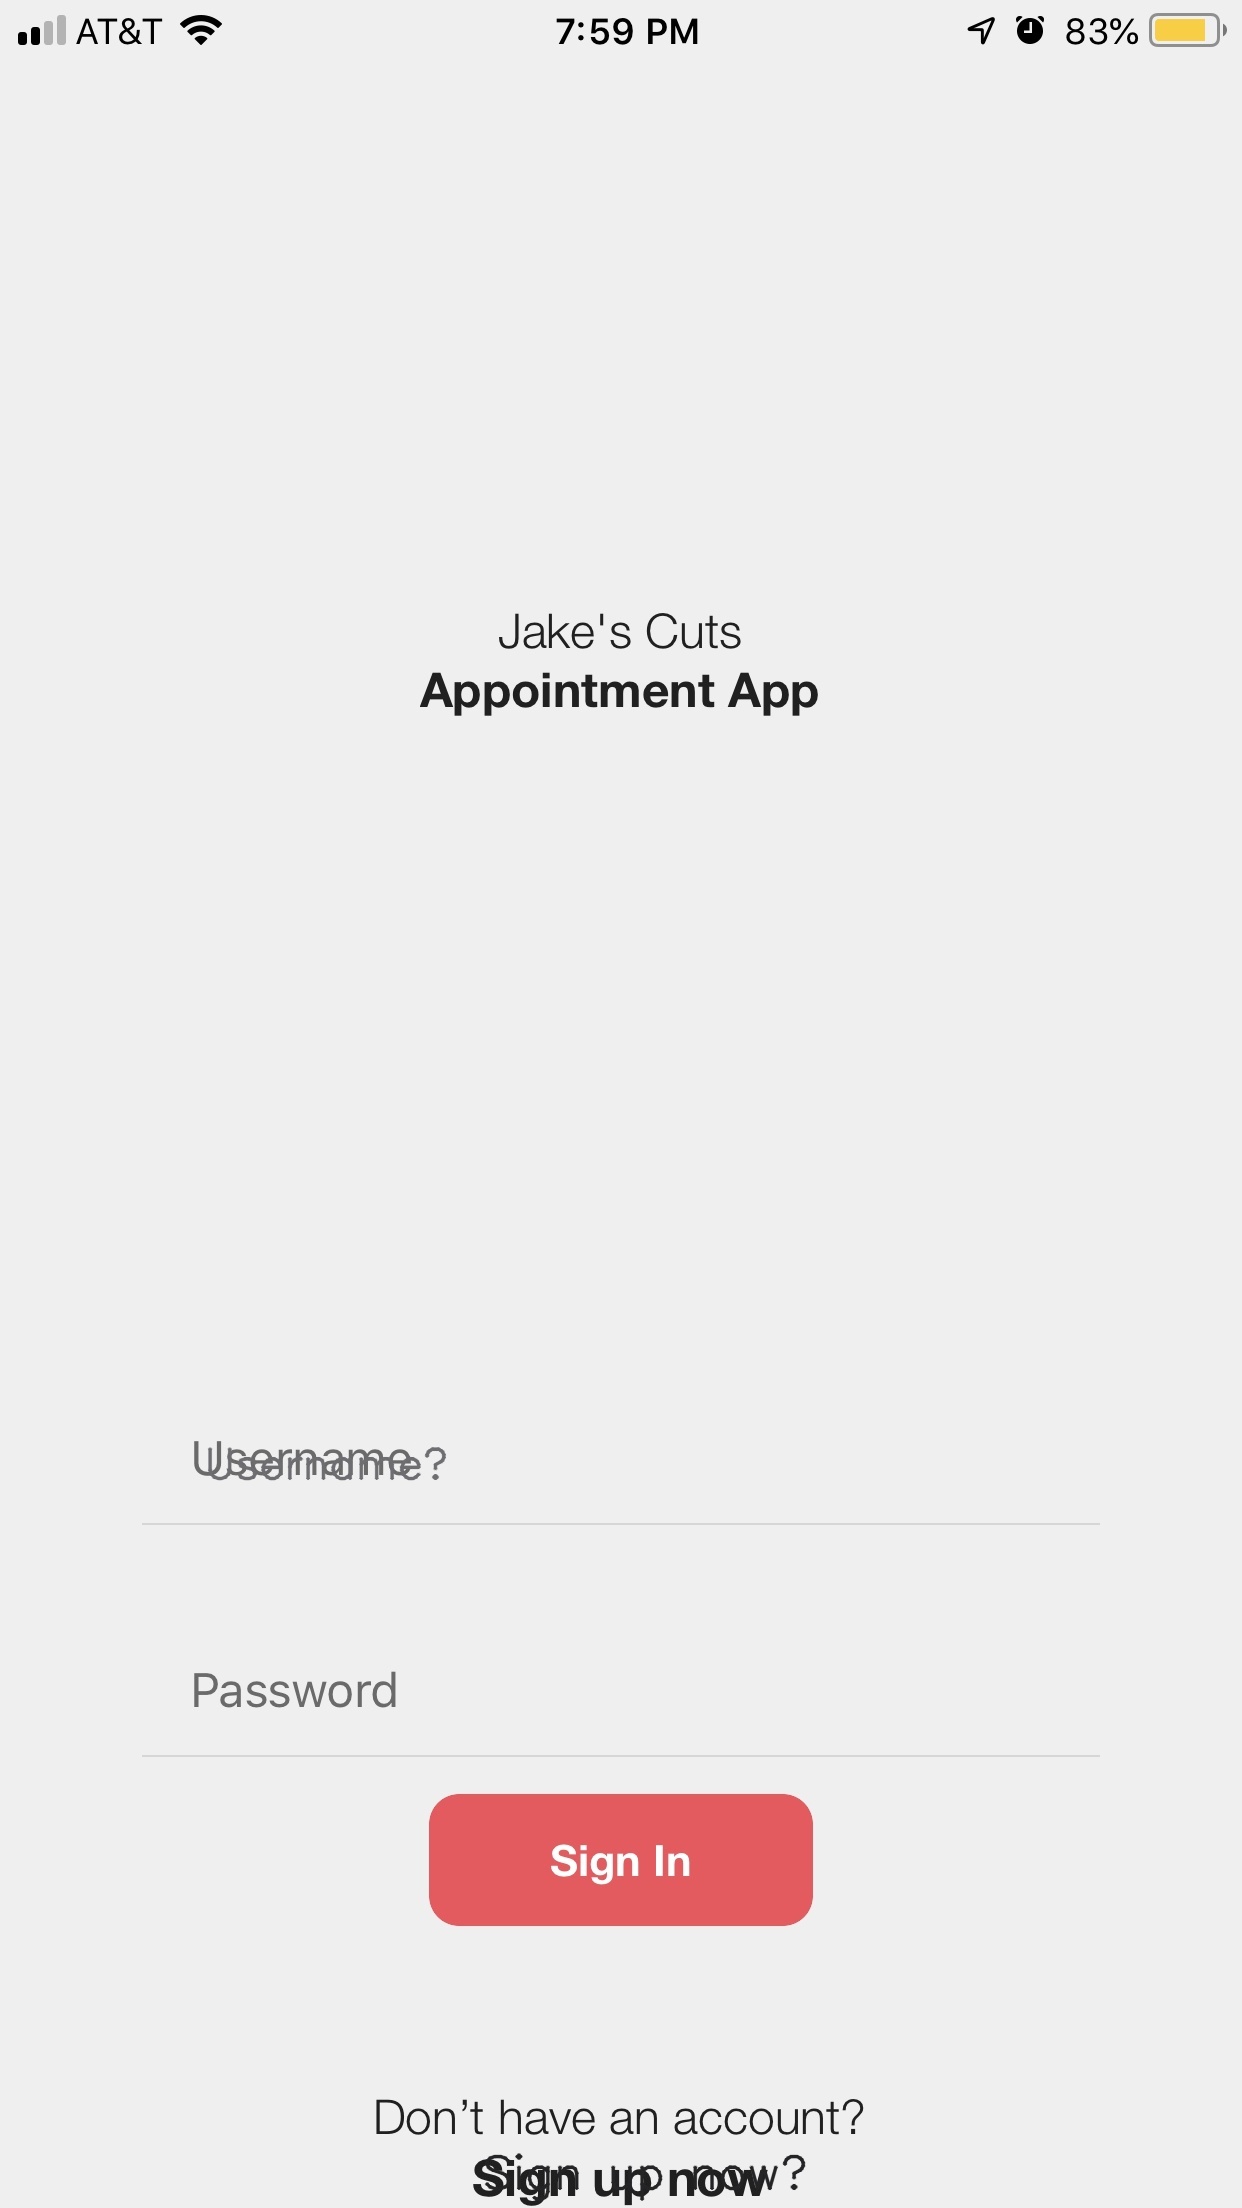 AT&T 7:59 PM 83%
Jake's Cuts
Appointment App
Username
Username?
Password
Sign In
Don’t have an account?
Sign up now
Sign up now?